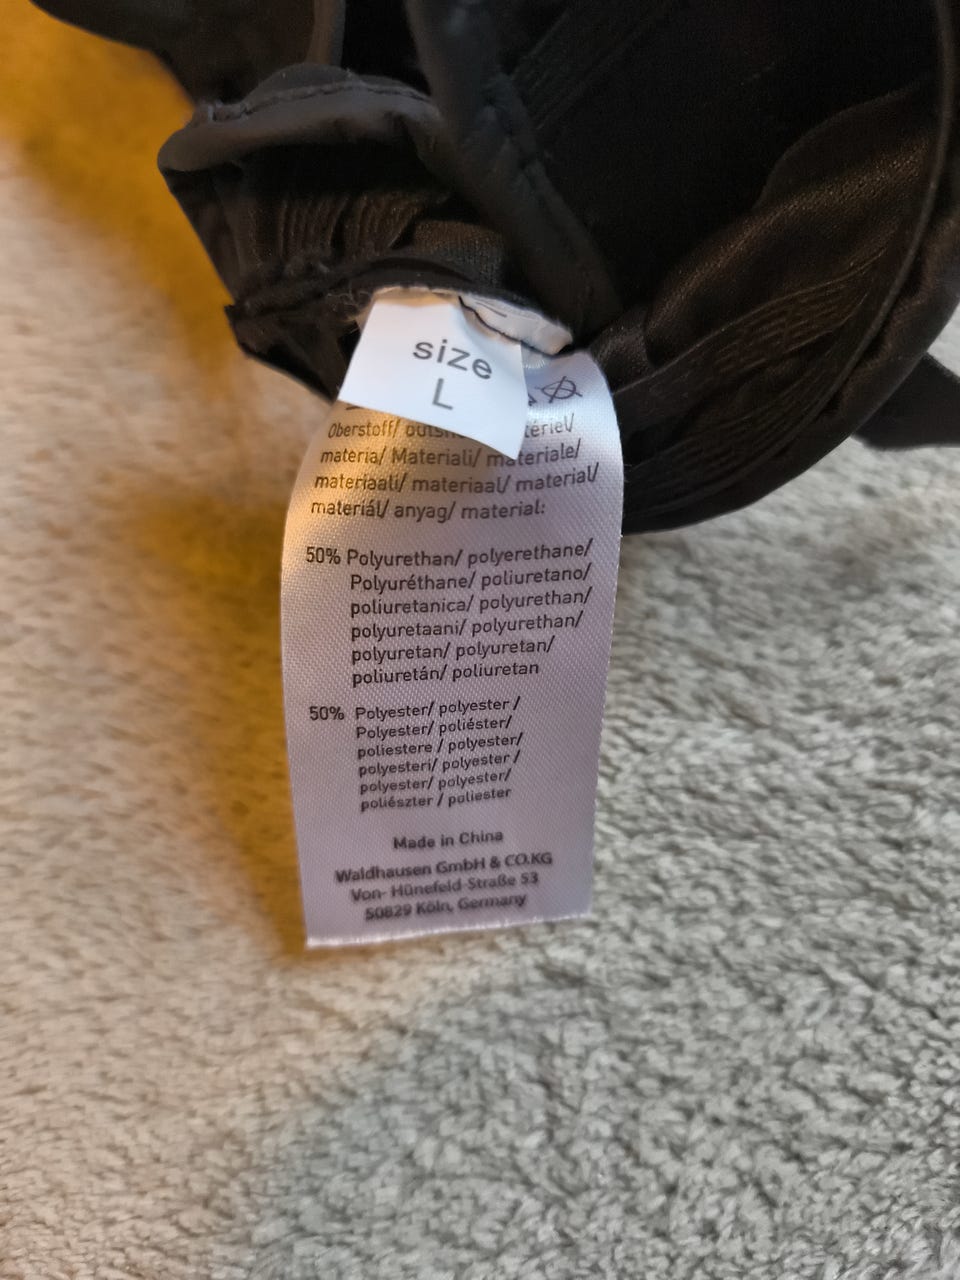 size
L
Oberstoff/
materia/ Materiali/ materiale/
materiaali/ materiaal/ material/
materiál/ anyag/ material:
50% Polyurethan/ polyerethane/
Polyuréthane/ poliuretano/
poliuretanica/ polyurethan/
polyuretaani/ polyurethan/
polyuretan/ polyuretan/
poliuretán/ poliuretan
50% Polyester/ polyester /
Polyester/ poliéster/
poliestere / polyester/
polyesteri/ polyester /
polyester/ polyester/
poliészter / poliester
Made in China
Waldhausen GmbH & CO.KG
Von- Hünefeld-Straße 53
50829 Köln, Germany